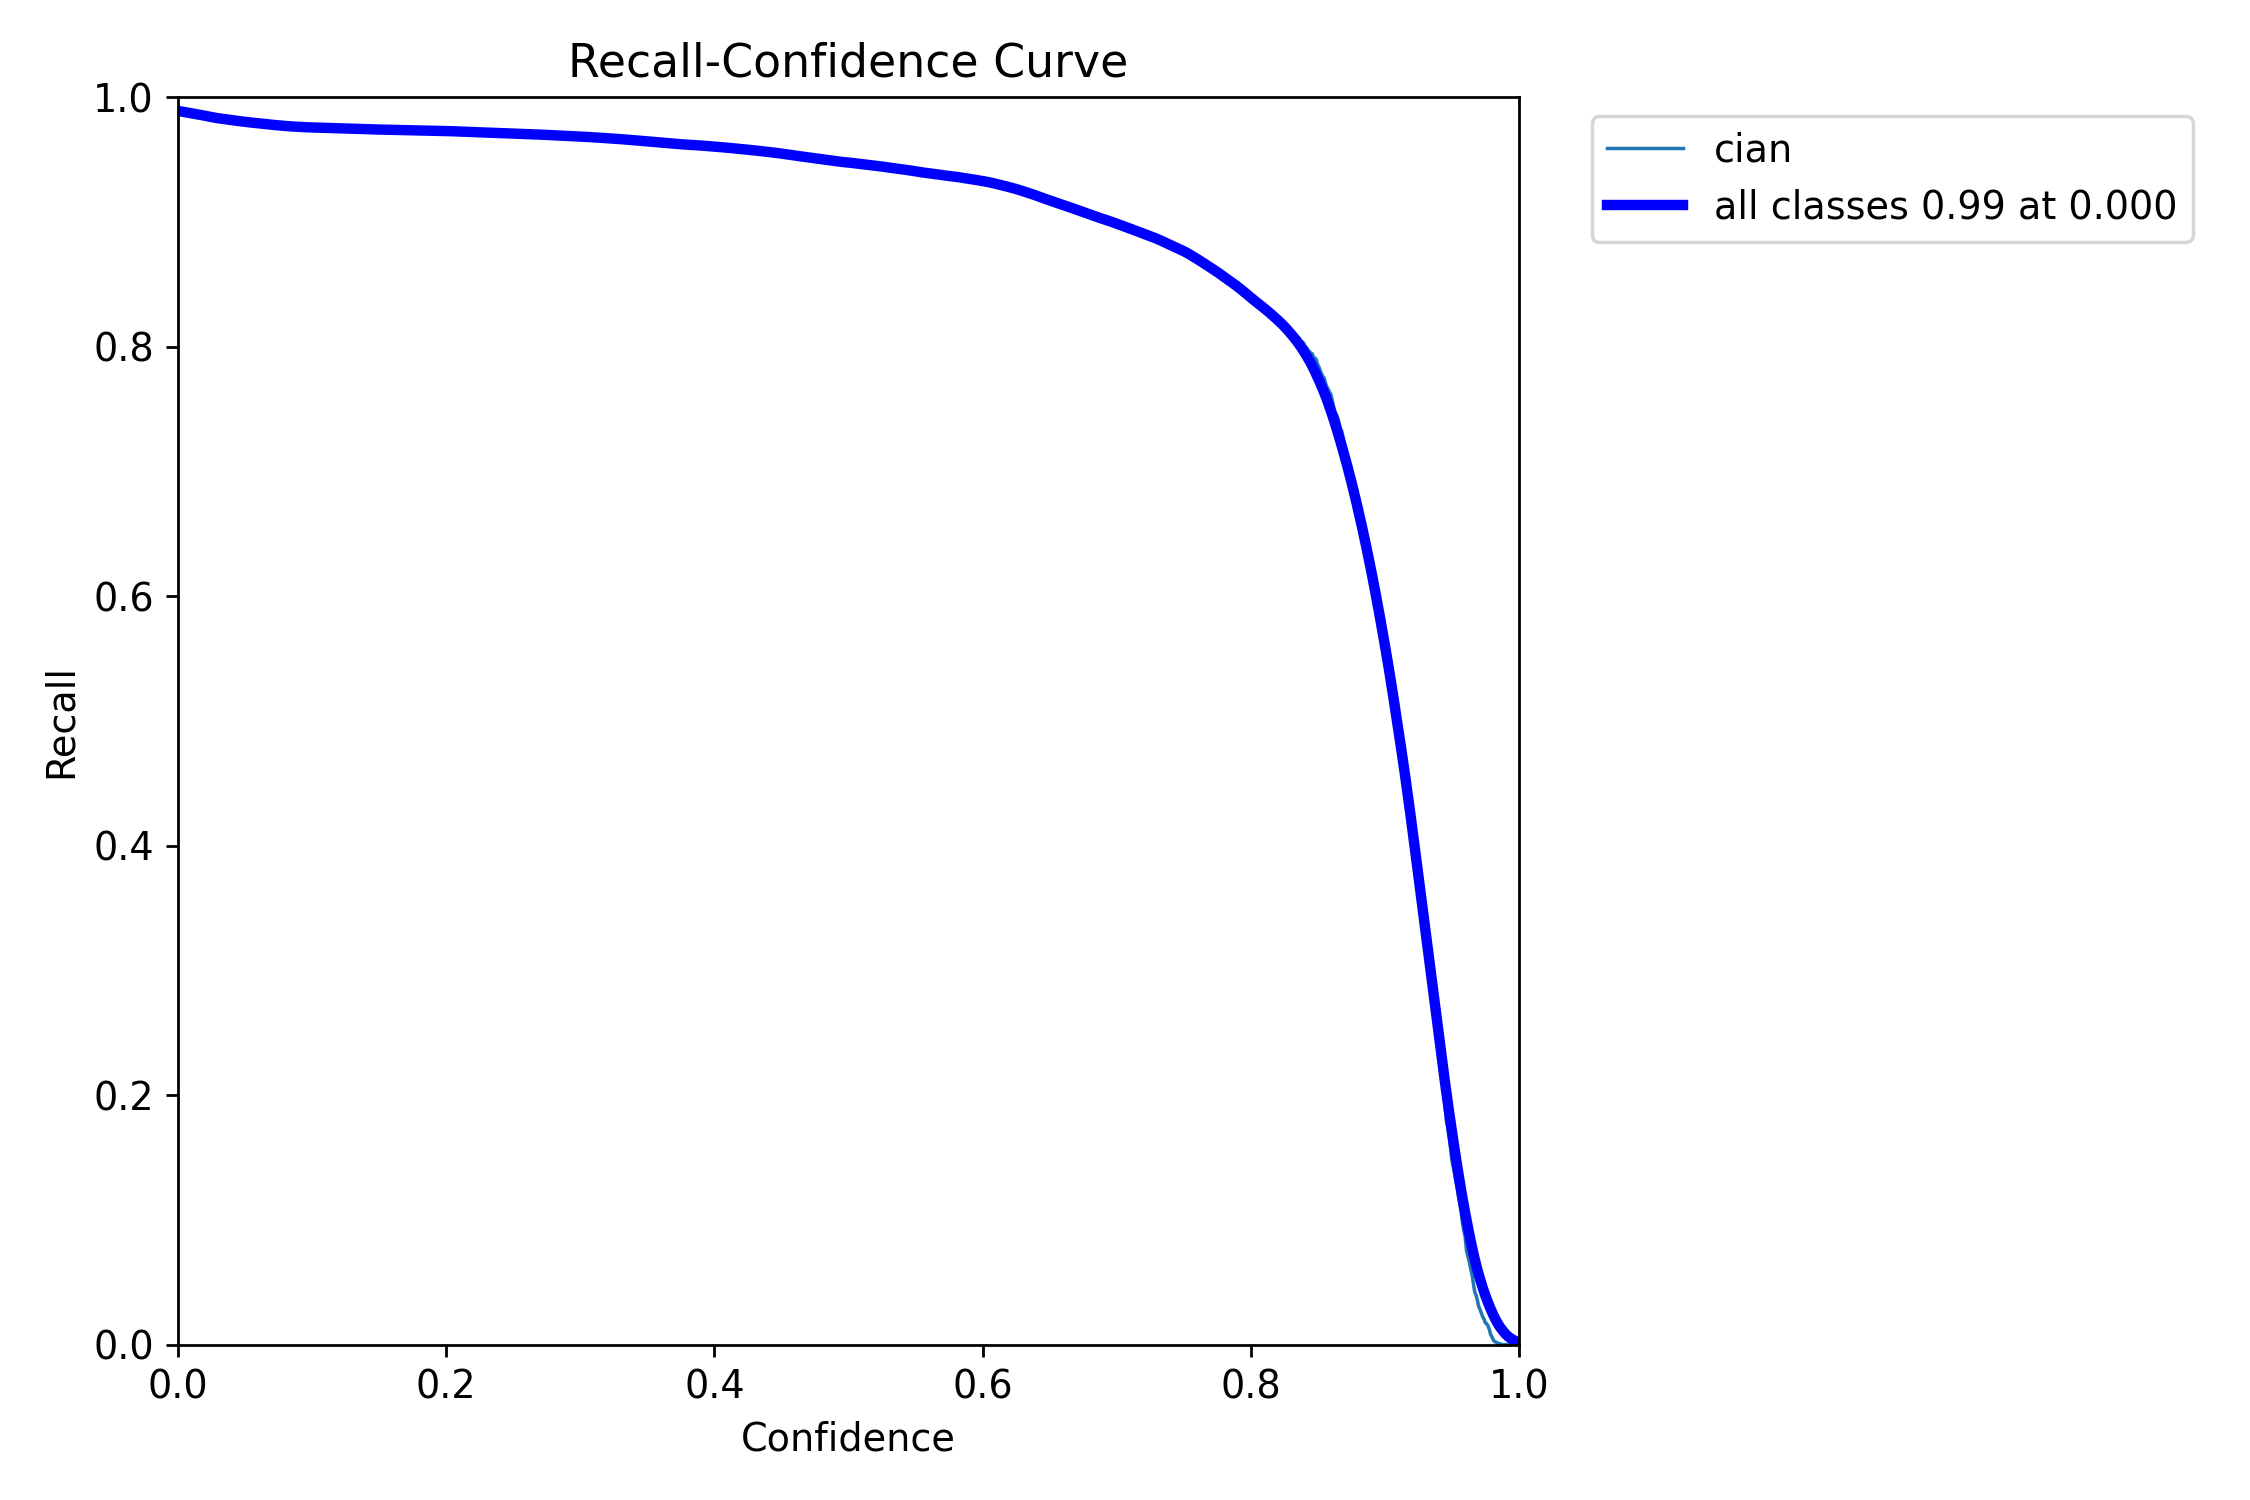 Recall-Confidence Curve
1.0
0.8
0.6
0.4
0.2
0.0
Recall
0.0 0.2 0.4 0.6 0.8 1.0
Confidence
cian
all classes 0.99 at 0.000